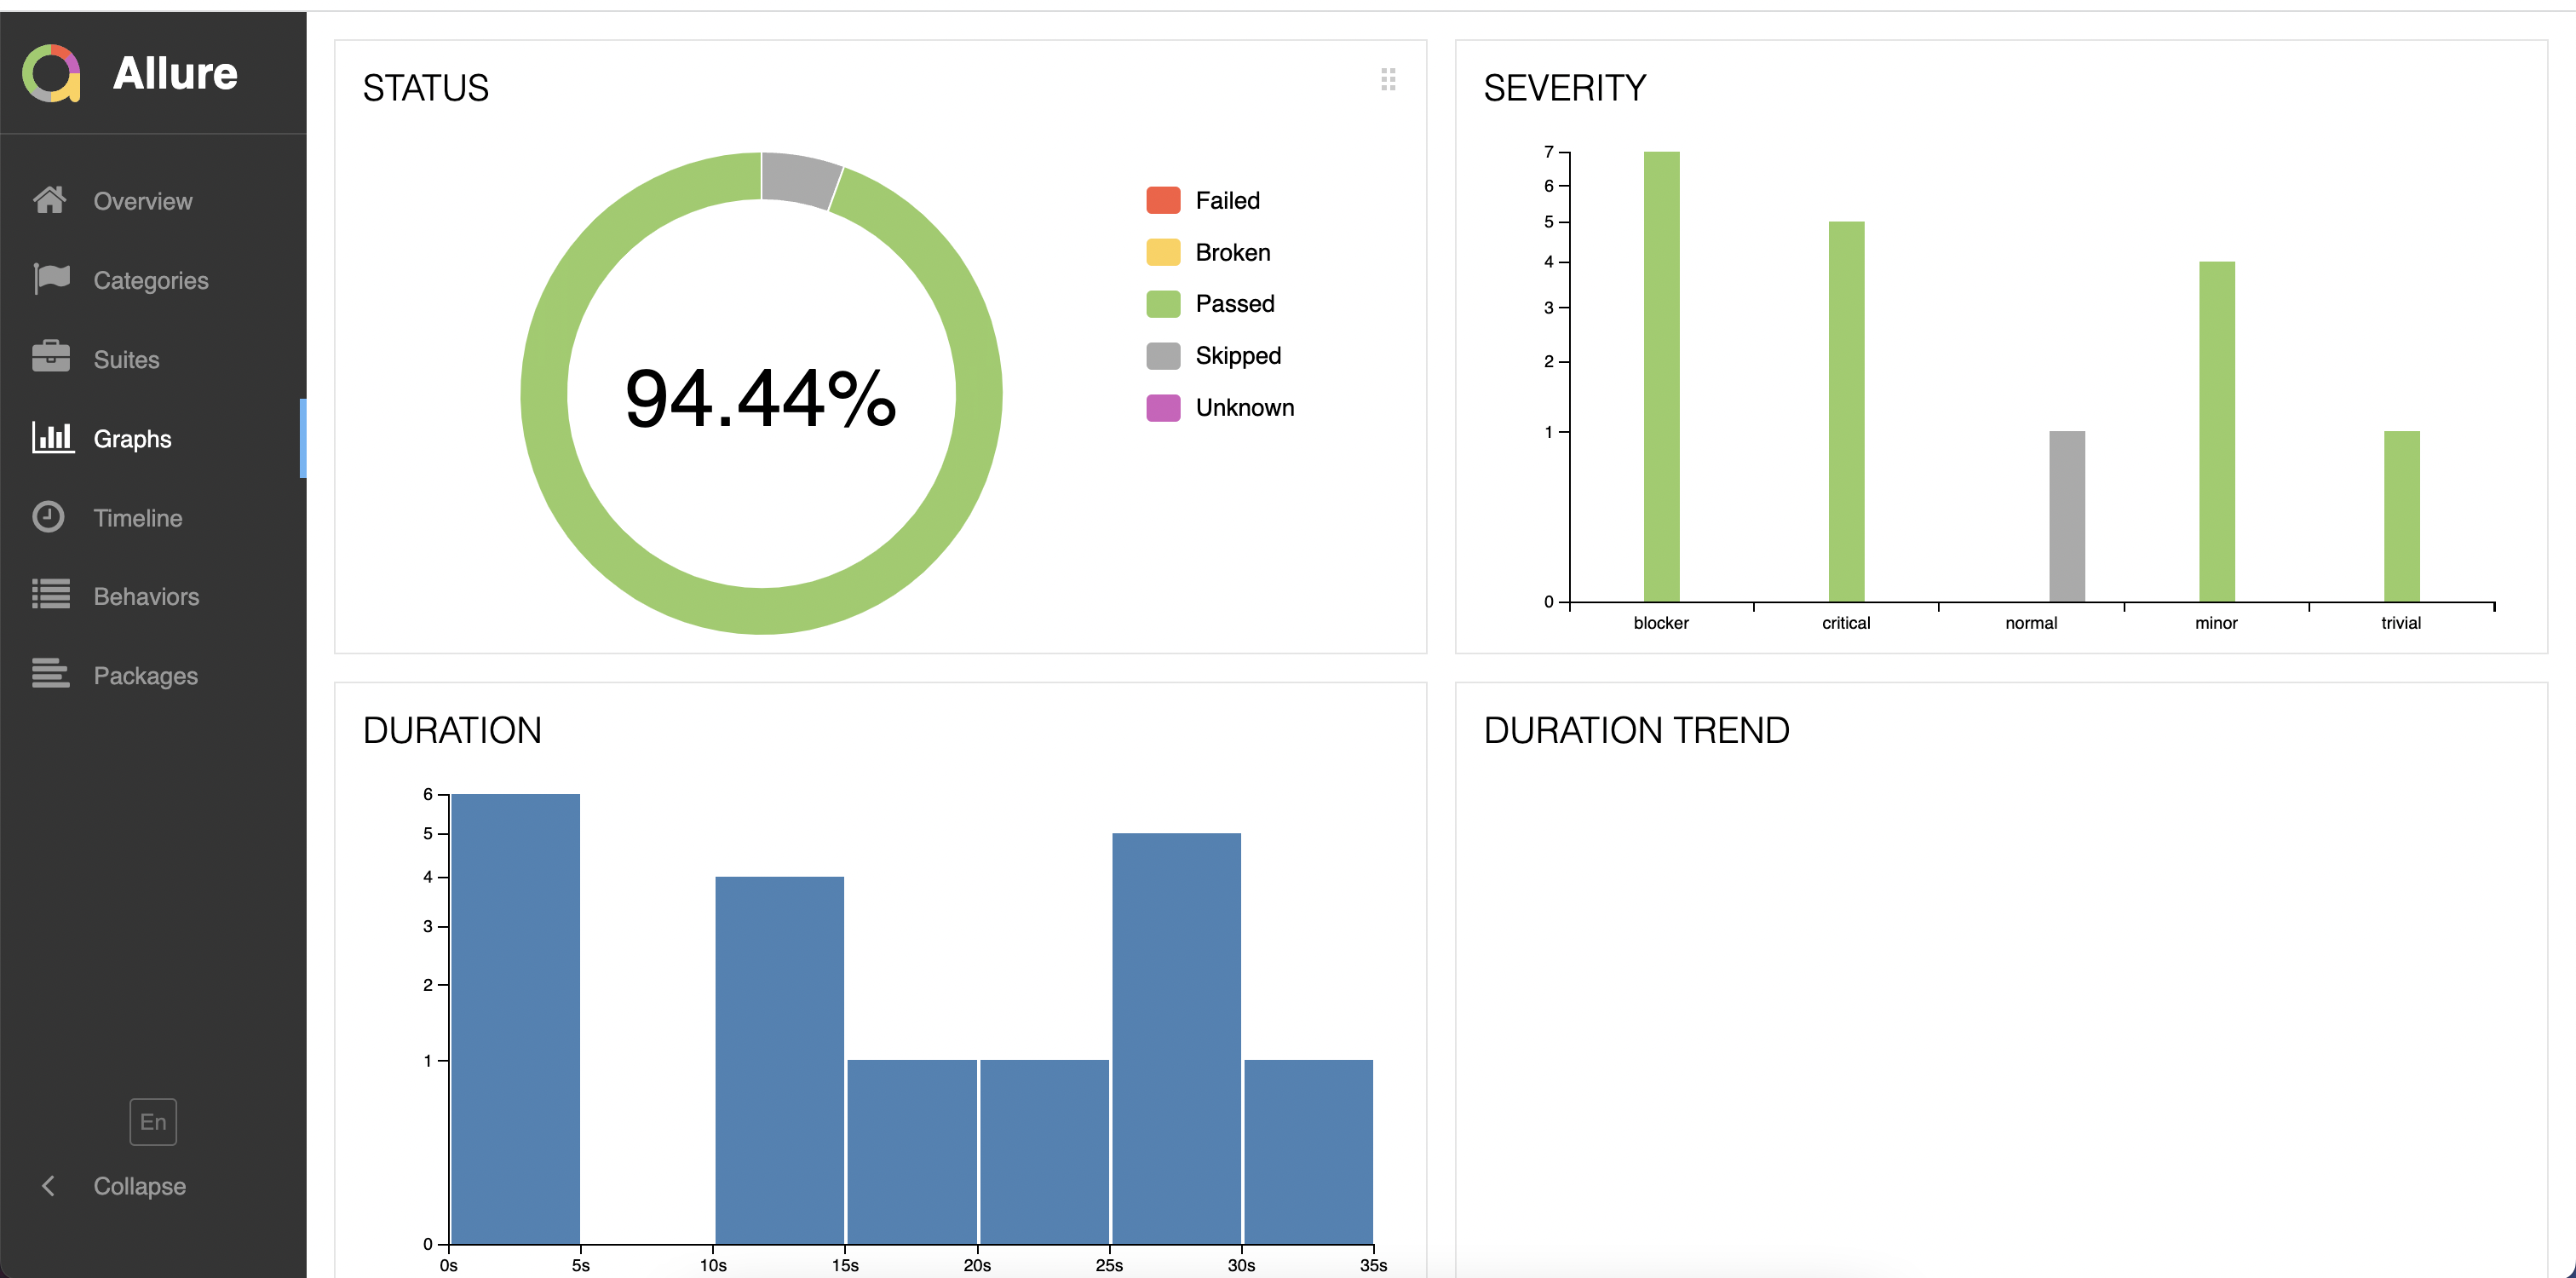 Allure
Overview
Categories
Suites
Graphs
Timeline
Behaviors
Packages
En
Collapse
STATUS
94.44%
Failed
Broken
Passed
Skipped
Unknown
SEVERITY
7
6
5
4
3
2
1
0
blocker critical normal minor trivial
DURATION
6
5
4
3
2
1
0
0s 5s 10s 15s 20s 25s 30s 35s
DURATION TREND